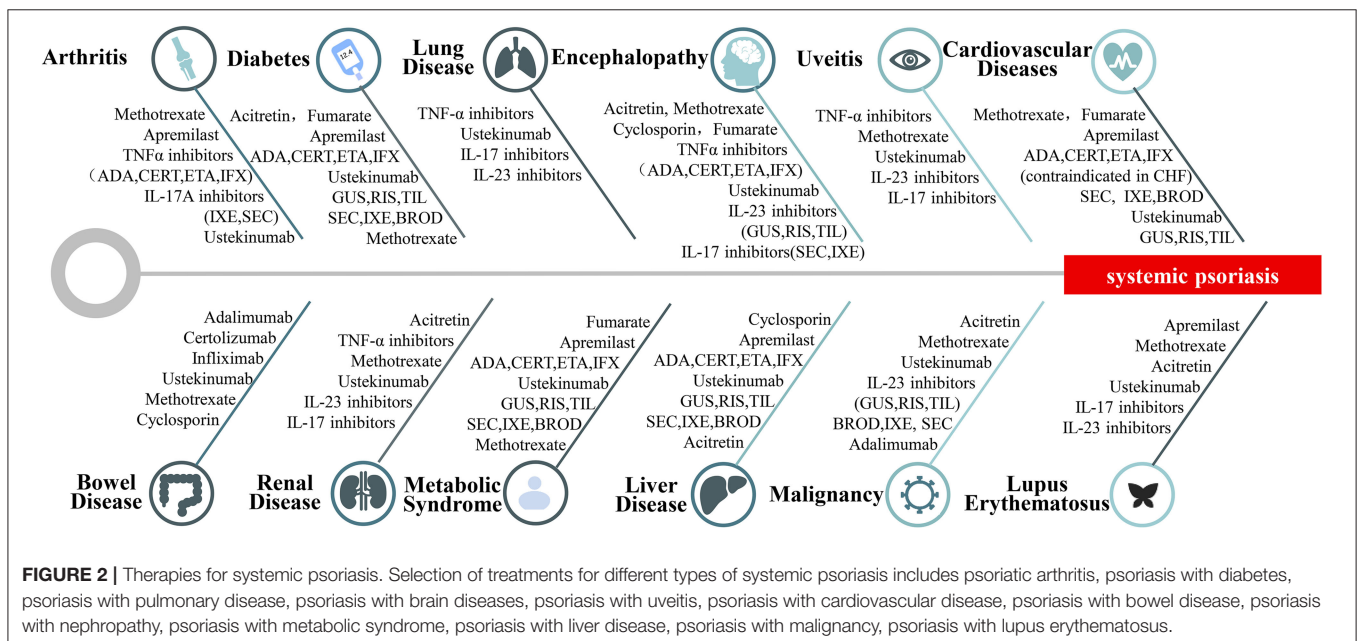 Arthritis
Methotrexate
Apremilast
TNFα inhibitors
（ADA,CERT,ETA,IFX)
IL-17A inhibitors
(IXE,SEC)
Ustekinumab
Diabetes
12.4
Acitretin， Fumarate
Apremilast
ADA,CERT,ETA,IFX
Ustekinumab
GUS,RIS,TIL
SEC,IXE,BROD
Methotrexate
Lung
Disease
TNF-α inhibitors
Ustekinumab
IL-17 inhibitors
IL-23 inhibitors
Encephalopathy
Acitretin, Methotrexate
Cyclosporin， Fumarate
TNFα inhibitors
（ADA,CERT,ETA,IFX)
Ustekinumab
IL-23 inhibitors
(GUS,RIS,TIL)
IL-17 inhibitors(SEC,IXE)
Uveitis
TNF-α inhibitors
Methotrexate
Ustekinumab
IL-23 inhibitors
IL-17 inhibitors
Cardiovascular
Diseases
Methotrexate， Fumarate
Apremilast
ADA,CERT,ETA,IFX
(contraindicated in CHF)
SEC, IXE,BROD
Ustekinumab
GUS,RIS,TIL
systemic psoriasis
Adalimumab
Certolizumab
Infliximab
Ustekinumab
Methotrexate
Cyclosporin
Bowel
Disease
Acitretin
TNF-α inhibitors
Methotrexate
Ustekinumab
IL-23 inhibitors
IL-17 inhibitors
Renal
Disease
Fumarate
Apremilast
ADA,CERT,ETA,IFX
Ustekinumab
GUS,RIS,TIL
SEC,IXE,BROD
Methotrexate
Metabolic
Syndrome
Cyclosporin
Apremilast
ADA,CERT,ETA,IFX
Ustekinumab
GUS,RIS,TIL
SEC,IXE,BROD
Acitretin
Liver
Disease
Acitretin
Methotrexate
Ustekinumab
IL-23 inhibitors
(GUS,RIS,TIL)
BROD,IXE, SEC
Adalimumab
Malignancy
Apremilast
Methotrexate
Acitretin
Ustekinumab
IL-17 inhibitors
IL-23 inhibitors
Lupus
Erythematosus
FIGURE 2 | Therapies for systemic psoriasis. Selection of treatments for different types of systemic psoriasis includes psoriatic arthritis, psoriasis with diabetes,
psoriasis with pulmonary disease, psoriasis with brain diseases, psoriasis with uveitis, psoriasis with cardiovascular disease, psoriasis with bowel disease, psoriasis
with nephropathy, psoriasis with metabolic syndrome, psoriasis with liver disease, psoriasis with malignancy, psoriasis with lupus erythematosus.